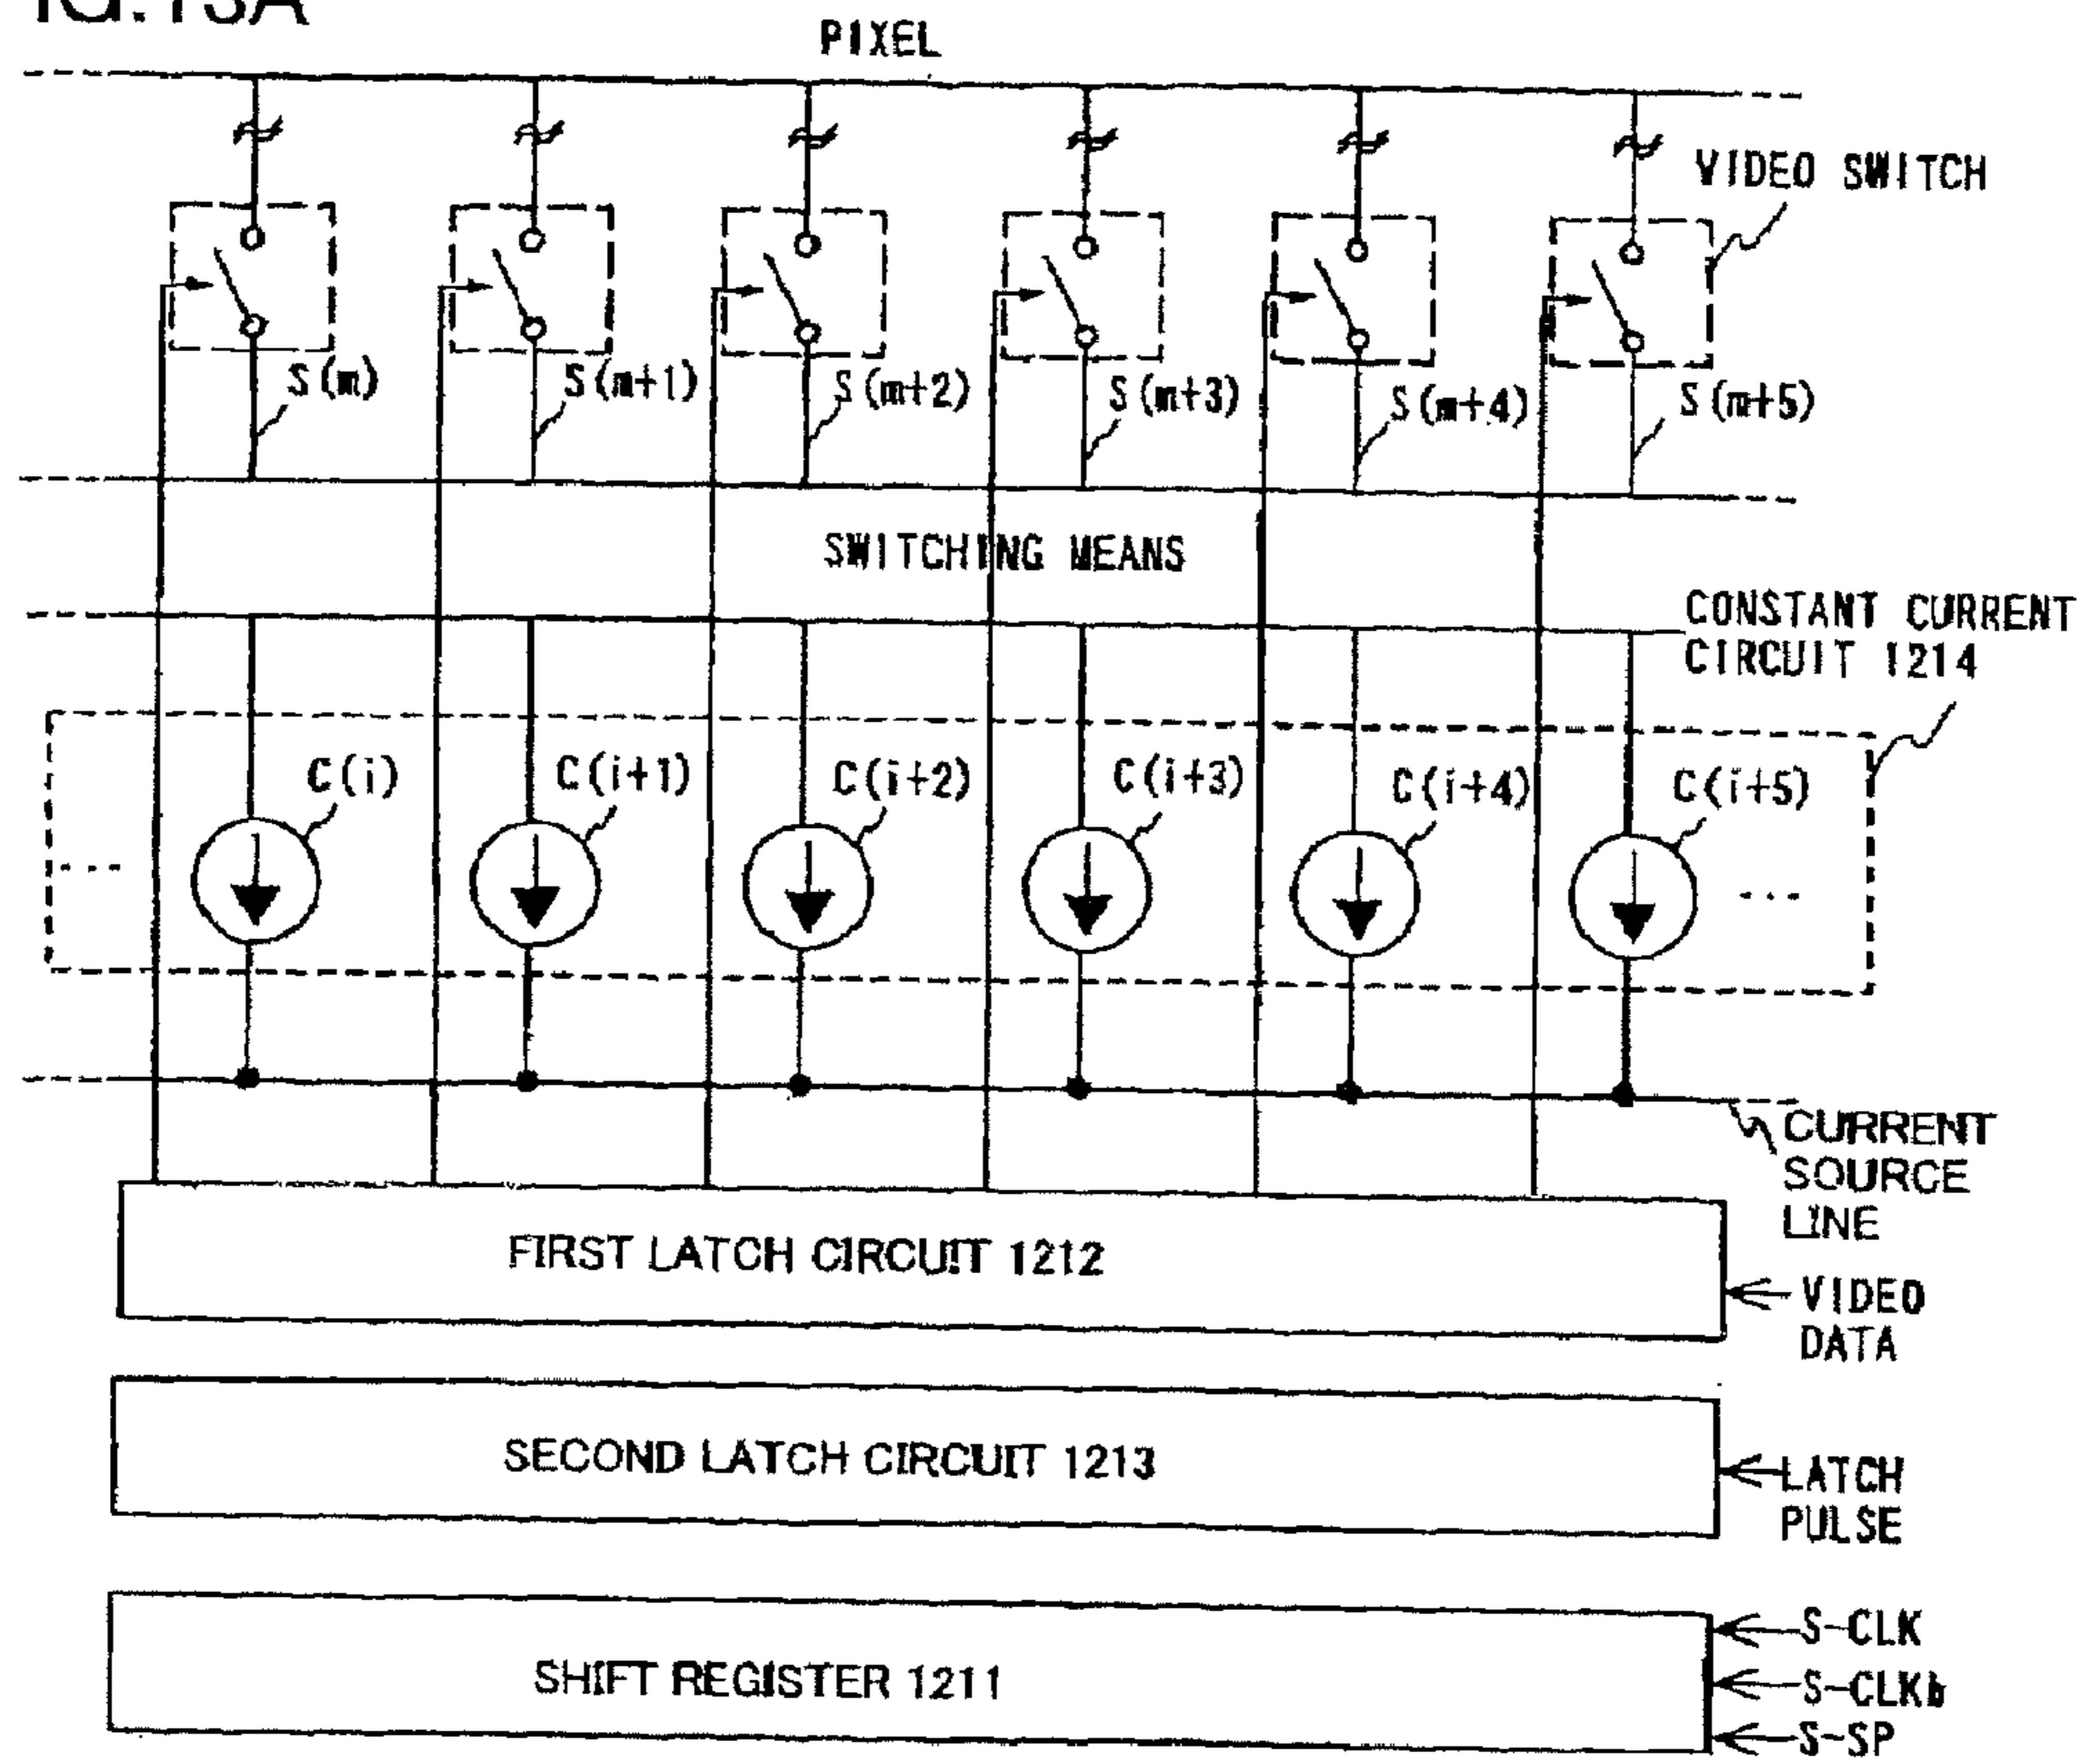 IG.13A
PIXEL
VIDEO SWITCH
S(m)
S(m+1)
S(m+2)
S(m+3)
S(m+4)
S(m+5)
SWITCHING MEANS
CONSTANT CURRENT
CIRCUIT 1214
C(i)
C(i+1)
C(i+2)
C(i+3)
C(i+4)
C(i+5)
...
...
CURRENT
SOURCE
LINE
FIRST LATCH CIRCUIT 1212
VIDEO
DATA
SECOND LATCH CIRCUIT 1213
LATCH
PULSE
SHIFT REGISTER 1211
S-CLK
S-CLKb
S-SP